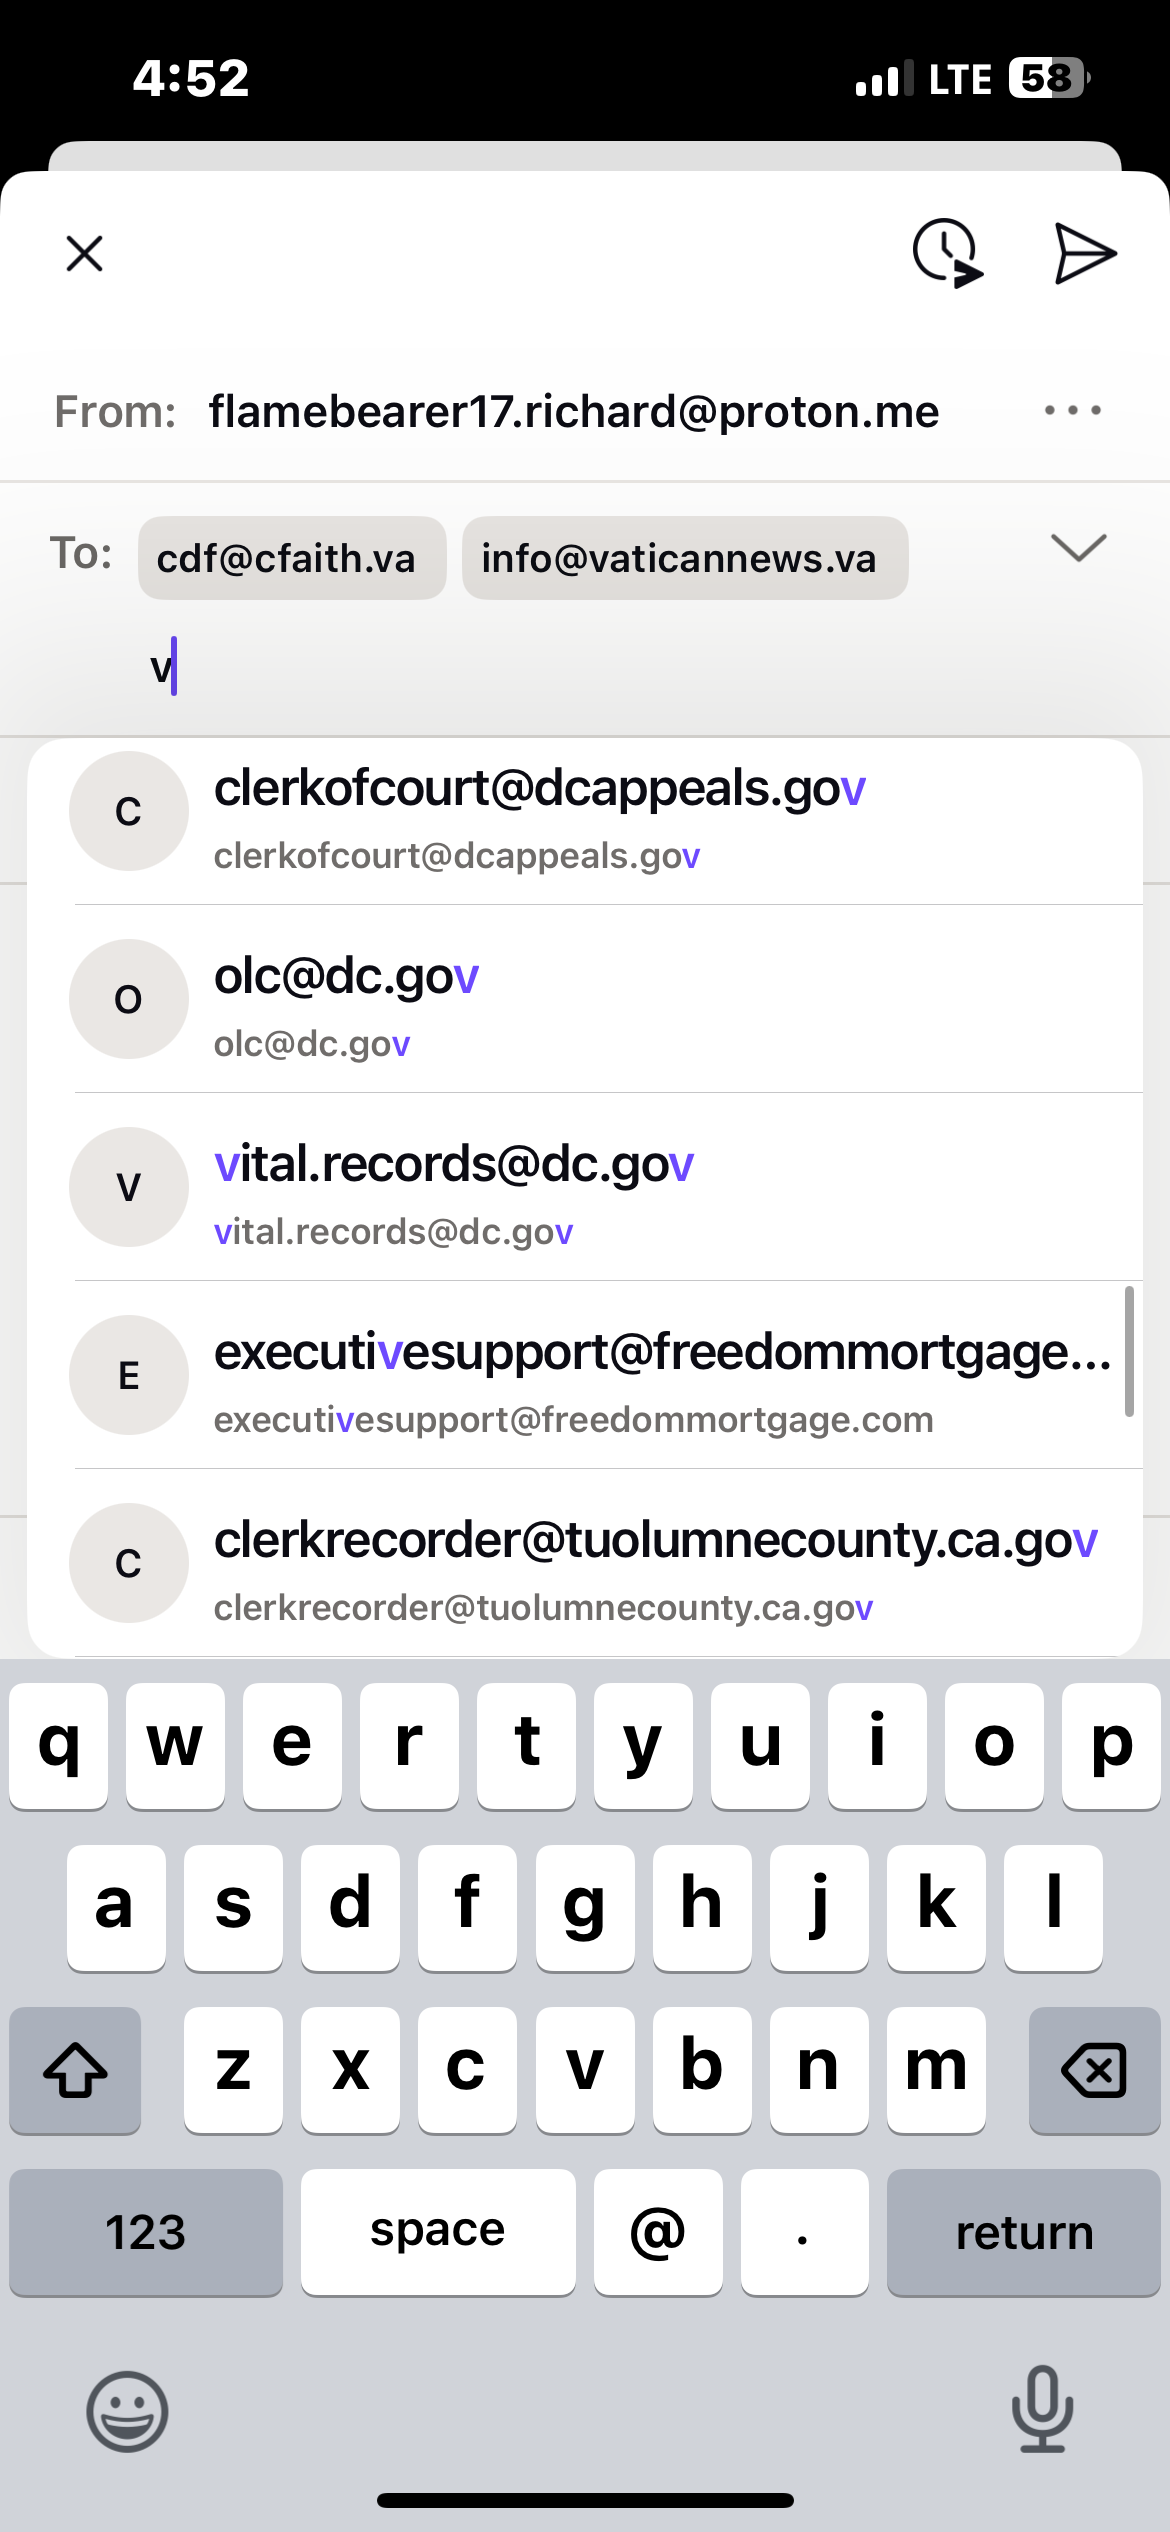 4:52 LTE 58
From: flamebearer17.richard@proton.me
To: cdf@cfaith.va info@vaticannews.va
v
C clerkofcourt@dcappeals.gov
clerkofcourt@dcappeals.gov
O olc@dc.gov
olc@dc.gov
V vital.records@dc.gov
vital.records@dc.gov
E executivesupport@freedommortgage...
executivesupport@freedommortgage.com
C clerkrecorder@tuolumnecounty.ca.gov
clerkrecorder@tuolumnecounty.ca.gov
q w e r t y u i o p
a s d f g h j k l
z x c v b n m
123 space @ . return